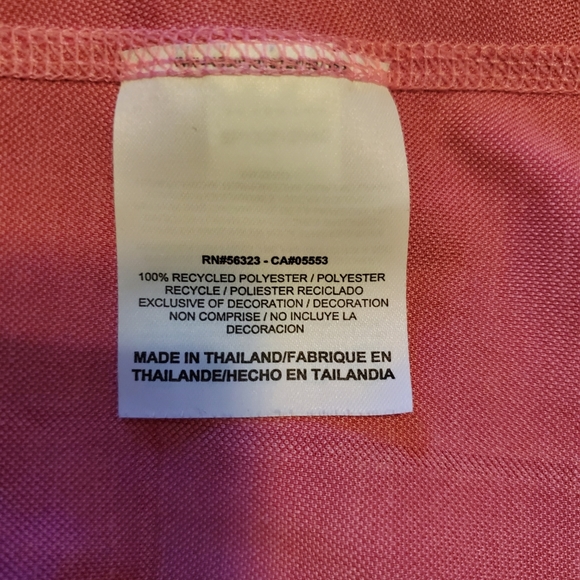 RN#56323 - CA#05553
100% RECYCLED POLYESTER / POLYESTER
RECYCLE / POLIESTER RECICLADO
EXCLUSIVE OF DECORATION / DECORATION
NON COMPRISE / NO INCLUYE LA
DECORACION
MADE IN THAILAND/FABRIQUE EN
THAILANDE/HECHO EN TAILANDIA